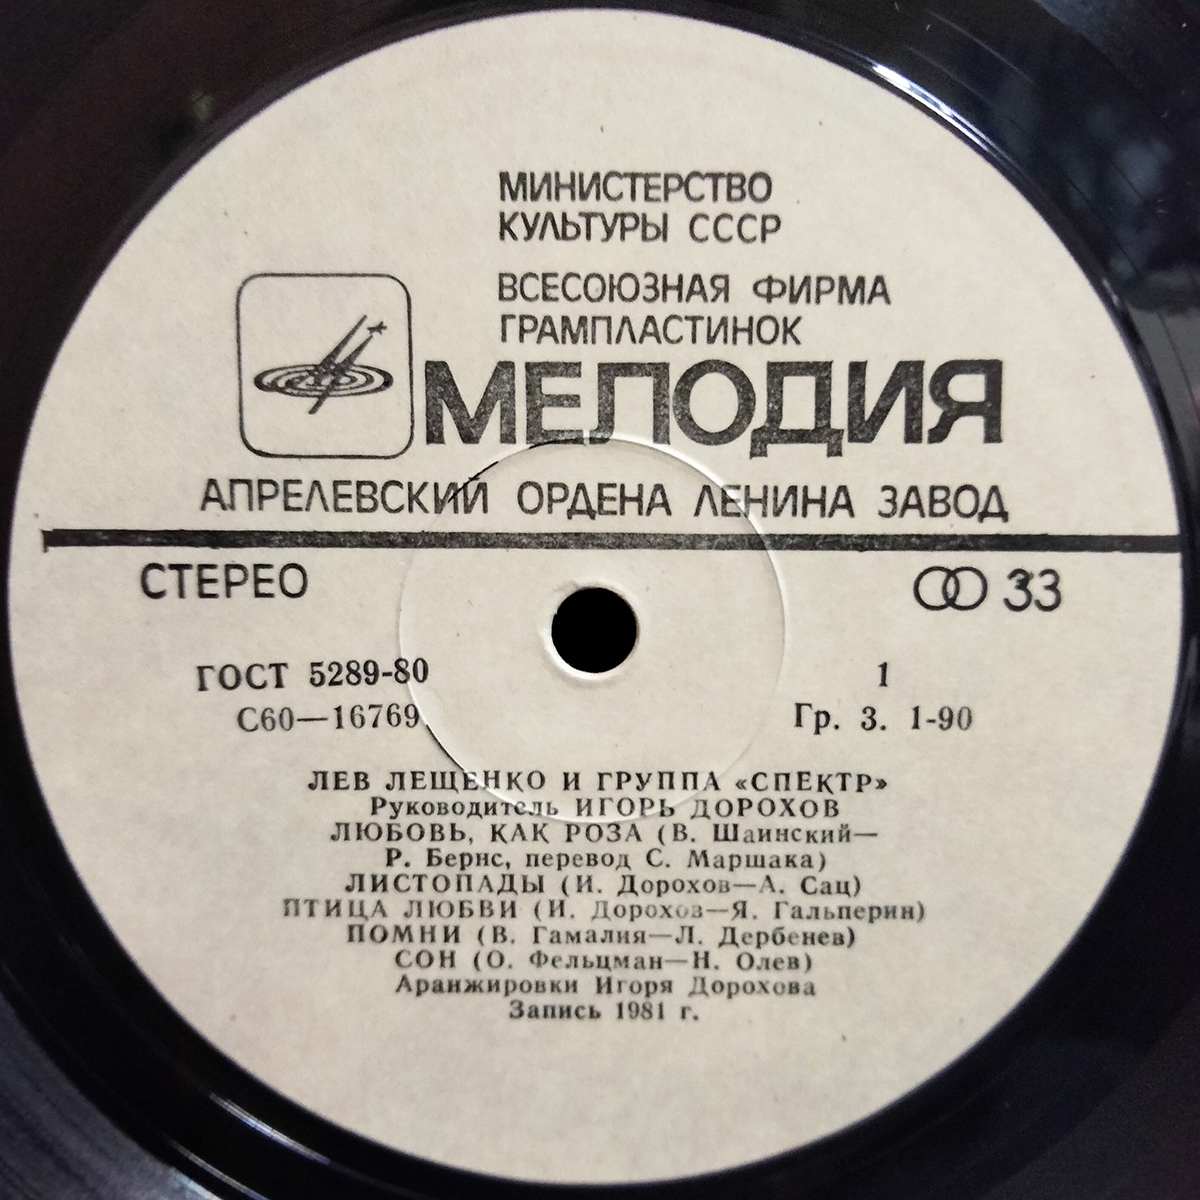 МИНИСТЕРСТВО
КУЛЬТУРЫ СССР
ВСЕСОЮЗНАЯ ФИРМА
ГРАМПЛАСТИНОК
МЕЛОДИЯ
АПРЕЛЕВСКИЙ ОРДЕНА ЛЕНИНА ЗАВОД
СТЕРЕО
33
ГОСТ 5289-80
1
С60—16769
Гр. 3. 1-90
ЛЕВ ЛЕЩЕНКО И ГРУППА «СПЕКТР»
Руководитель ИГОРЬ ДОРОХОВ
ЛЮБОВЬ, КАК РОЗА (В. Шаинский—
Р. Бернс, перевод С. Маршака)
ЛИСТОПАДЫ (И. Дорохов—А. Сац)
ПТИЦА ЛЮБВИ (И. Дорохов—Я. Гальперин)
ПОМНИ (В. Гамалия—Л. Дербенев)
СОН (О. Фельцман—Н. Олев)
Аранжировки Игоря Дорохова
Запись 1981 г.